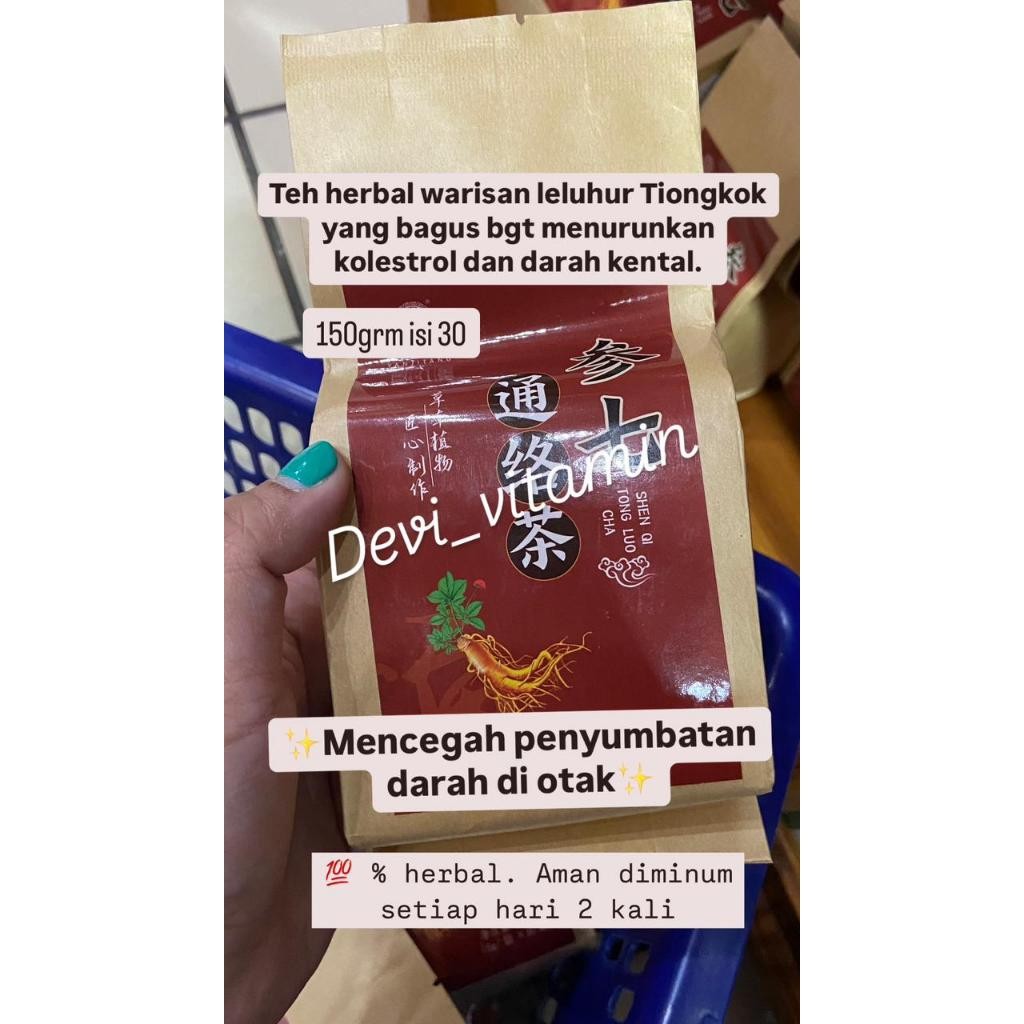 Teh herbal warisan leluhur Tiongkok
yang bagus bgt menurunkan
kolestrol dan darah kental.
150grm isi 30
参七
通络茶
草本植物
匠心制作
SHEN QI
TONG LUO
CHA
Devi_vitamin
✨Mencegah penyumbatan
darah di otak✨
💯 % herbal. Aman diminum
setiap hari 2 kali